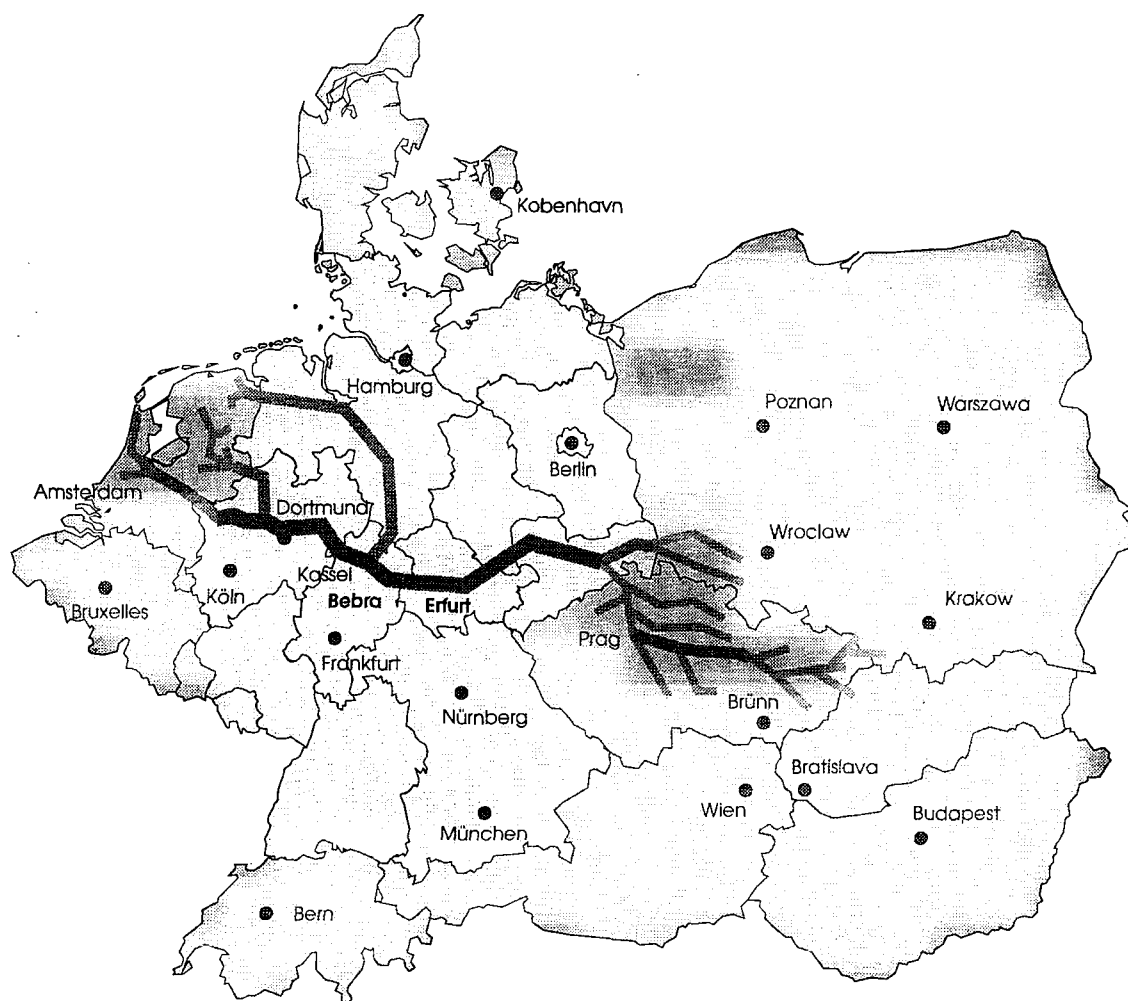 Kobenhavn
Hamburg
Poznan
Warszawa
Berlin
Amsterdam
Dortmund
Wroclaw
Kassel
Köln
Bruxelles
Bebra
Erfurt
Krakow
Prag
Frankfurt
Nürnberg
Brünn
Bratislava
Wien
Budapest
München
Bern